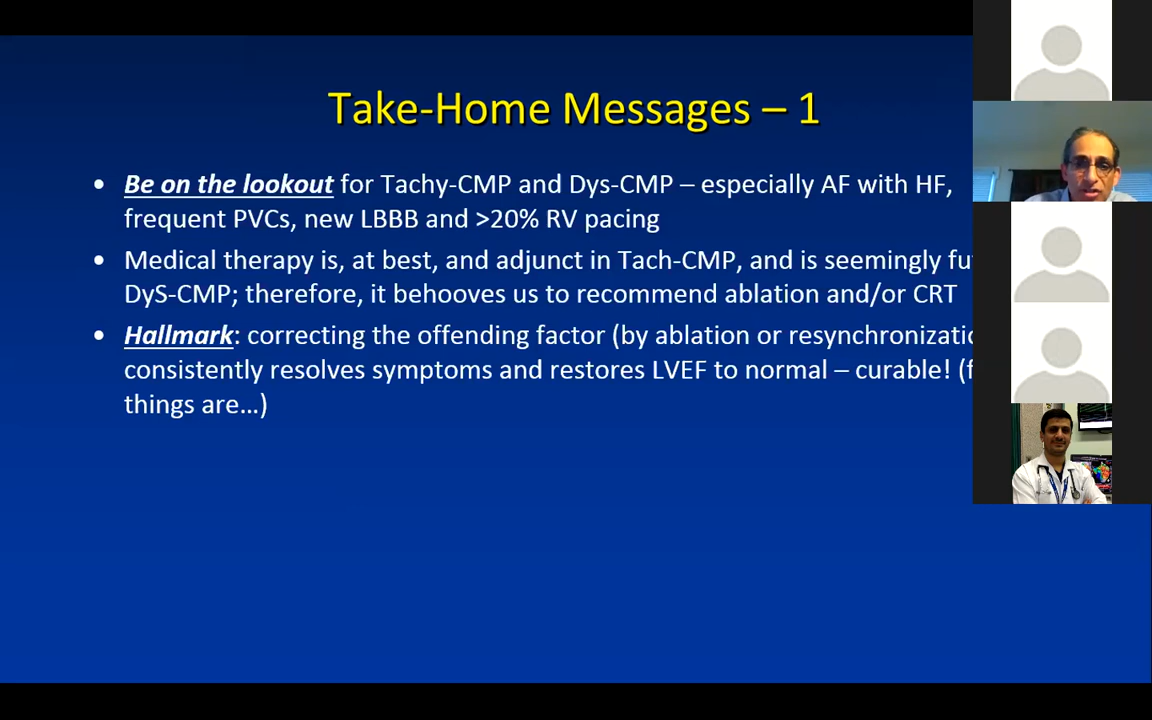 Take-Home Messages – 1
• Be on the lookout for Tachy-CMP and Dys-CMP – especially AF with HF,
frequent PVCs, new LBBB and >20% RV pacing
• Medical therapy is, at best, and adjunct in Tach-CMP, and is seemingly
DyS-CMP; therefore, it behooves us to recommend ablation and/or CRT
• Hallmark: correcting the offending factor (by ablation or
consistently resolves symptoms and restores LVEF to normal – curable!
things are…)